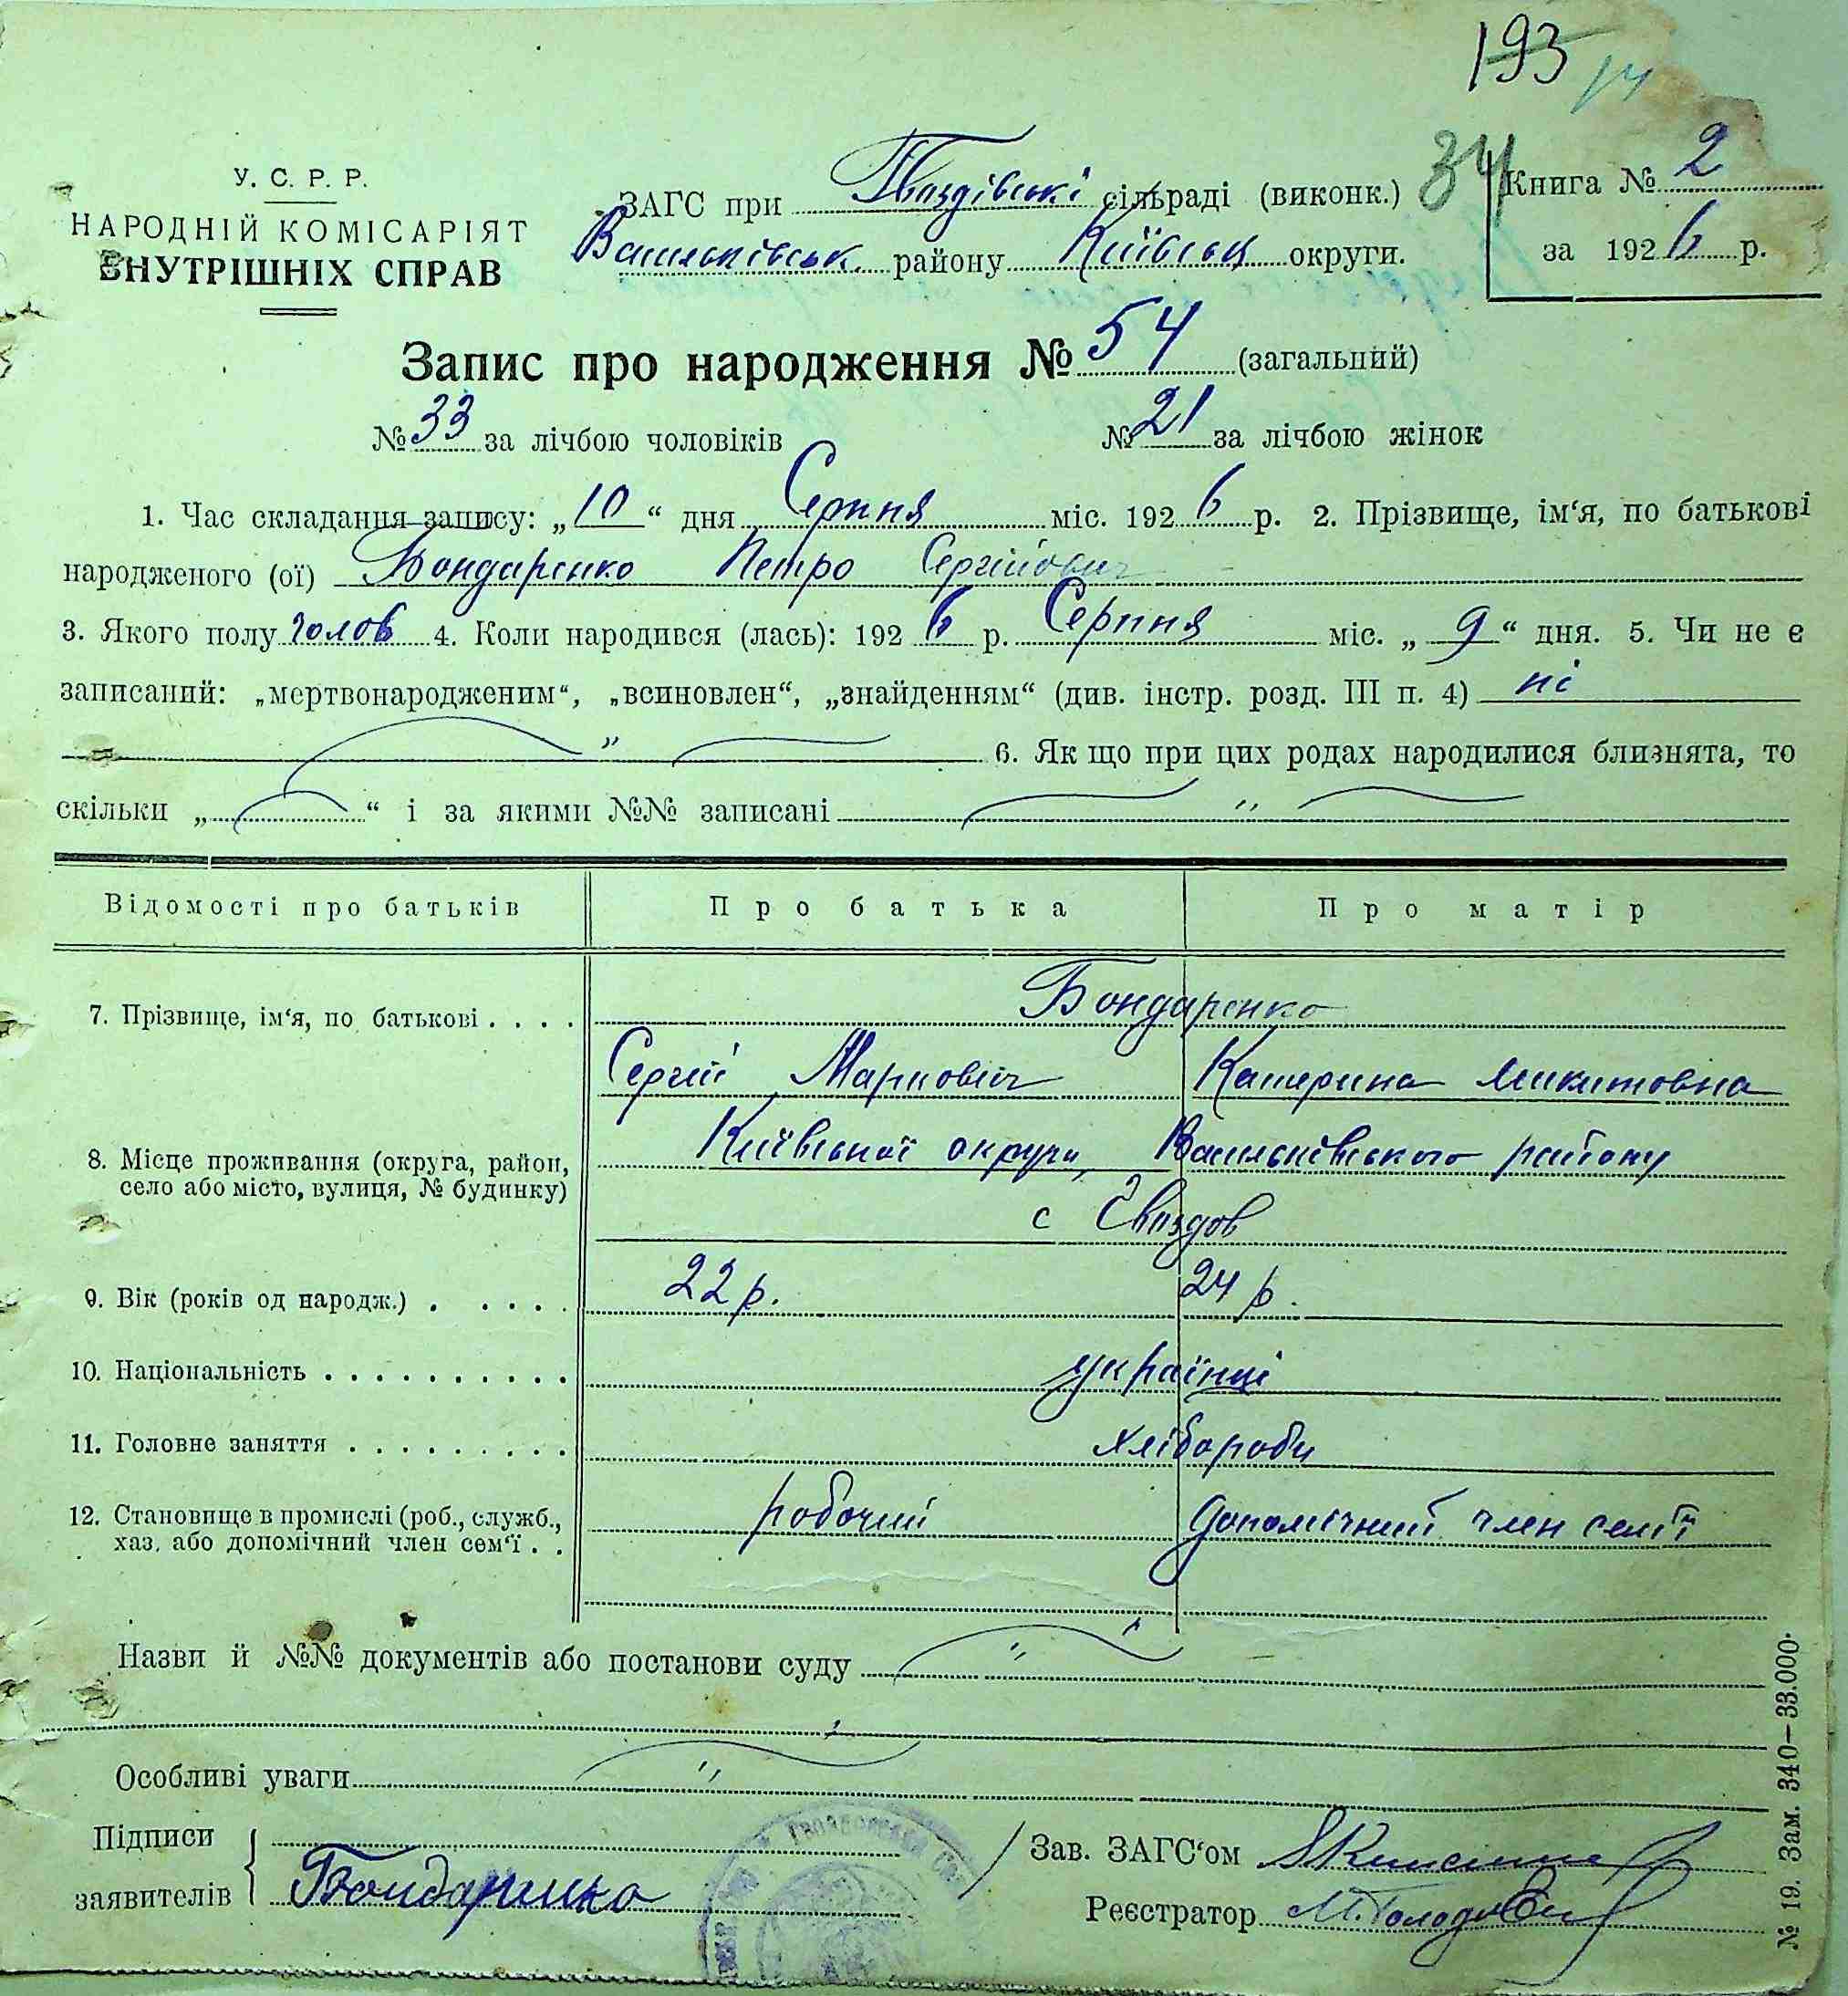 193 14
У. С. Р. Р.
НАРОДНІЙ КОМІСАРІЯТ
ВНУТРІШНІХ СПРАВ
ЗАГС при Гвоздівські сільраді (виконк.) 34
Васильківськ. району Київськ округи.
Книга № 2
за 1926 р.
Запис про народження № 54 (загальний)
№ 33 за лічбою чоловіків № 21 за лічбою жінок
1. Час складання запису: „10“ дня Серпня міс. 1926 р. 2. Прізвище, ім‘я, по батькові
народженого (ої) Бондаренко Петро Сергійович
3. Якого полу чолов 4. Коли народився (лась): 1926 р. Серпня міс. „9“ дня. 5. Чи не є
записаний: „мертвонародженим“, „всиновлен“, „знайденням“ (див. інстр. розд. III п. 4) ні
„ 6. Як що при цих родах народилися близнята, то
скільки „ “ і за якими №№ записані „
Відомості про батьків Про батька Про матір
7. Прізвище, ім‘я, по батькові . . . . Бондаренко
Сергій Маркович Катерина Микитовна
8. Місце проживання (округа, район, село або місто, вулиця, № будинку) Київської округи, Васильківського району
с Гвоздов
9. Вік (років од народж.) . . . . . 22 р. 24 р.
10. Національність . . . . . . . . . . українці
11. Головне заняття . . . . . . . . . хлібороби
12. Становище в промислі (роб., служб., хаз. або допомічний член сем‘ї . . робочий допомічний член семії
Назви й №№ документів або постанови суду „
Особливі уваги „
Підписи заявителів { Бондаренко
Зав. ЗАГС‘ом
Реєстратор
№ 19. Зам. 340—33.000.